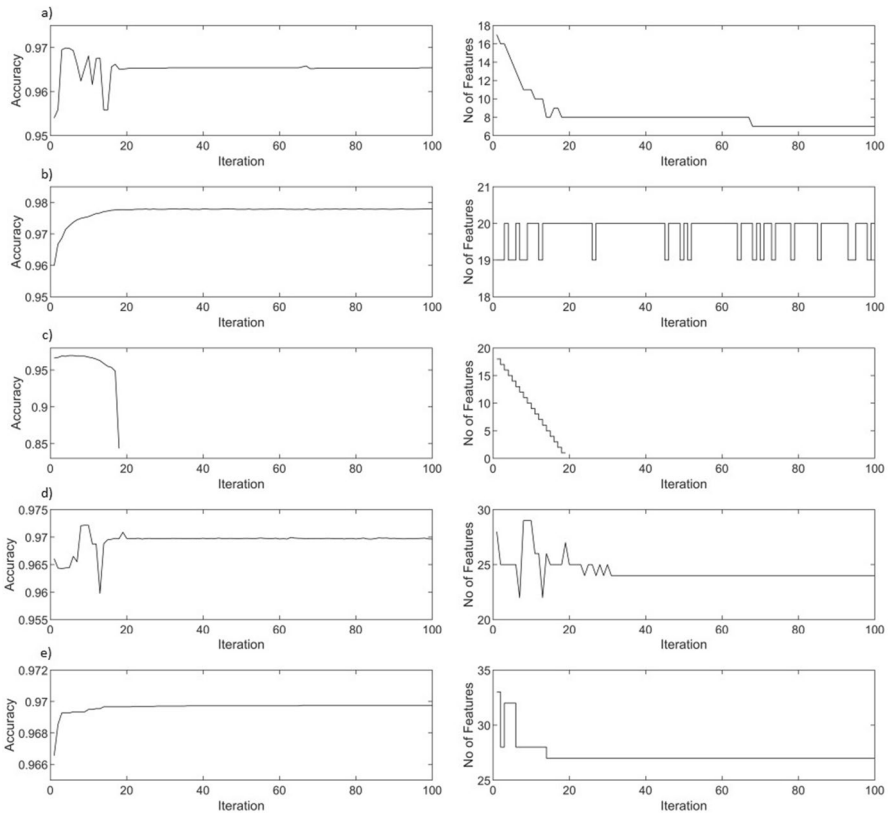 a)
Accuracy
0.97
0.96
0.95
0 20 40 60 80 100
Iteration
No of Features
18
16
14
12
10
8
6
0 20 40 60 80 100
Iteration
b)
Accuracy
0.98
0.97
0.96
0.95
0 20 40 60 80 100
Iteration
No of Features
21
20
19
18
0 20 40 60 80 100
Iteration
c)
Accuracy
0.95
0.9
0.85
0 20 40 60 80 100
Iteration
No of Features
20
15
10
5
0
0 20 40 60 80 100
Iteration
d)
Accuracy
0.975
0.97
0.965
0.96
0.955
0 20 40 60 80 100
Iteration
No of Features
30
25
20
0 20 40 60 80 100
Iteration
e)
Accuracy
0.972
0.97
0.968
0.966
0 20 40 60 80 100
Iteration
No of Features
35
30
25
0 20 40 60 80 100
Iteration